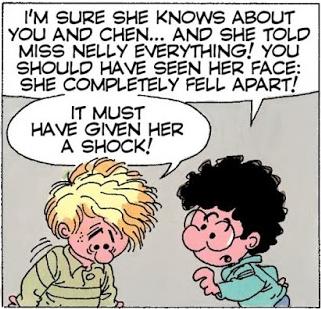 I'M SURE SHE KNOWS ABOUT
YOU AND CHEN... AND SHE TOLD
MISS NELLY EVERYTHING! YOU
SHOULD HAVE SEEN HER FACE:
SHE COMPLETELY FELL APART!
IT MUST
HAVE GIVEN HER
A SHOCK!